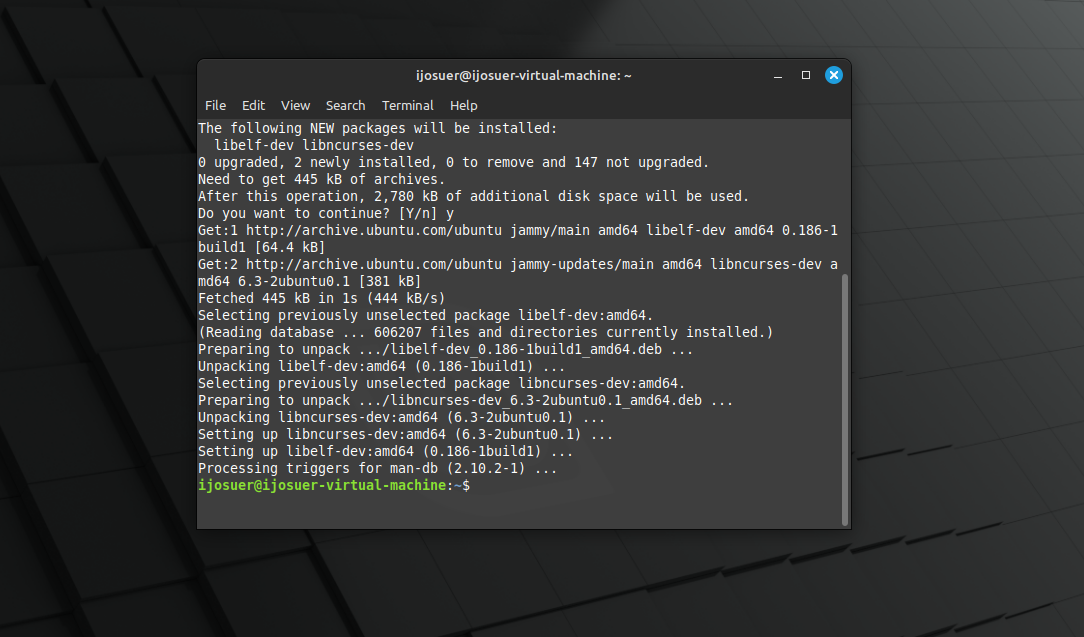 ijosuer@ijosuer-virtual-machine: ~
File Edit View Search Terminal Help
The following NEW packages will be installed:
  libelf-dev libncurses-dev
0 upgraded, 2 newly installed, 0 to remove and 147 not upgraded.
Need to get 445 kB of archives.
After this operation, 2,780 kB of additional disk space will be used.
Do you want to continue? [Y/n] y
Get:1 http://archive.ubuntu.com/ubuntu jammy/main amd64 libelf-dev amd64 0.186-1
build1 [64.4 kB]
Get:2 http://archive.ubuntu.com/ubuntu jammy-updates/main amd64 libncurses-dev a
md64 6.3-2ubuntu0.1 [381 kB]
Fetched 445 kB in 1s (444 kB/s)
Selecting previously unselected package libelf-dev:amd64.
(Reading database ... 606207 files and directories currently installed.)
Preparing to unpack .../libelf-dev_0.186-1build1_amd64.deb ...
Unpacking libelf-dev:amd64 (0.186-1build1) ...
Selecting previously unselected package libncurses-dev:amd64.
Preparing to unpack .../libncurses-dev_6.3-2ubuntu0.1_amd64.deb ...
Unpacking libncurses-dev:amd64 (6.3-2ubuntu0.1) ...
Setting up libncurses-dev:amd64 (6.3-2ubuntu0.1) ...
Setting up libelf-dev:amd64 (0.186-1build1) ...
Processing triggers for man-db (2.10.2-1) ...
ijosuer@ijosuer-virtual-machine:~$